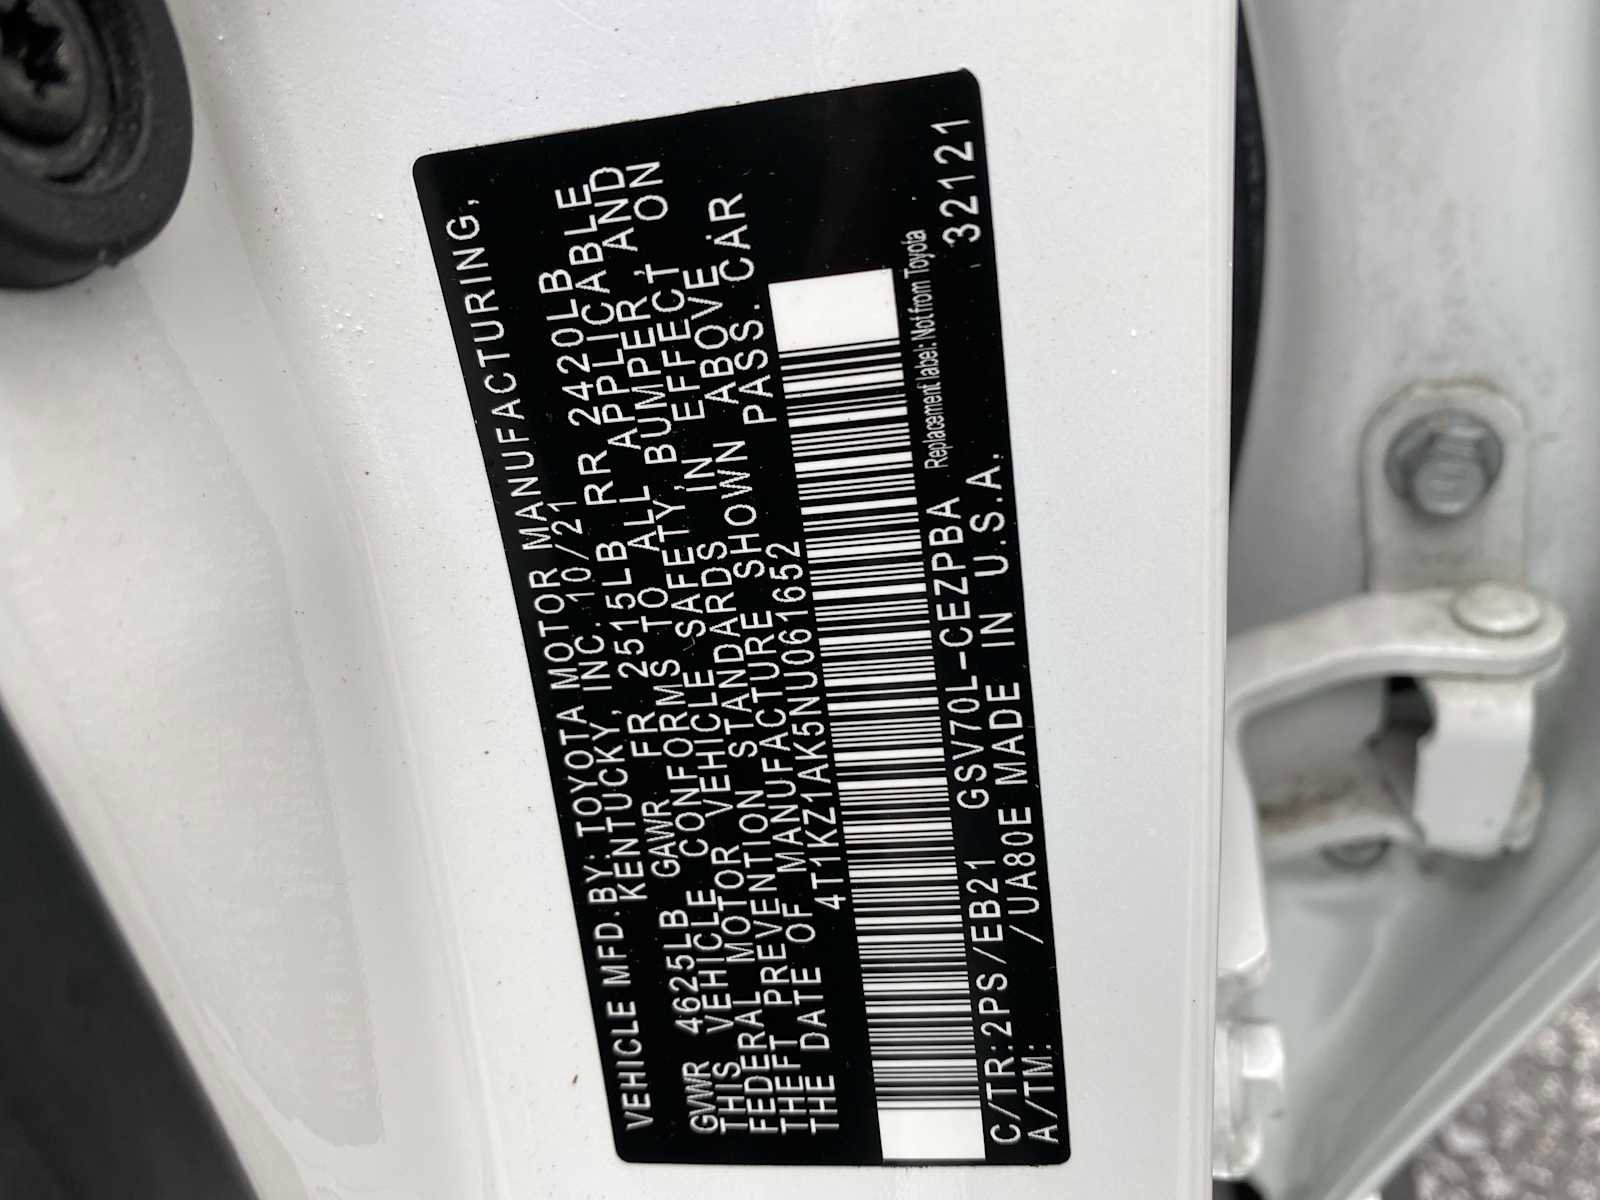 VEHICLE MFD.BY: TOYOTA MOTOR MANUFACTURING,
KENTUCKY, INC. 10/21
GVWR 4625LB GAWR FR 2515LB RR 2420LB
THIS VEHICLE CONFORMS TO ALL APPLICABLE
FEDERAL MOTOR VEHICLE SAFETY, BUMPER, AND
THEFT PREVENTION STANDARDS IN EFFECT ON
THE DATE OF MANUFACTURE SHOWN ABOVE.
4T1KZ1AK5NU061652 PASS. CAR
Replacement label: Not from Toyota
C/TR:2PS/EB21 GSV70L-CEZPBA
A/TM: /UA80E MADE IN U.S.A. 32121